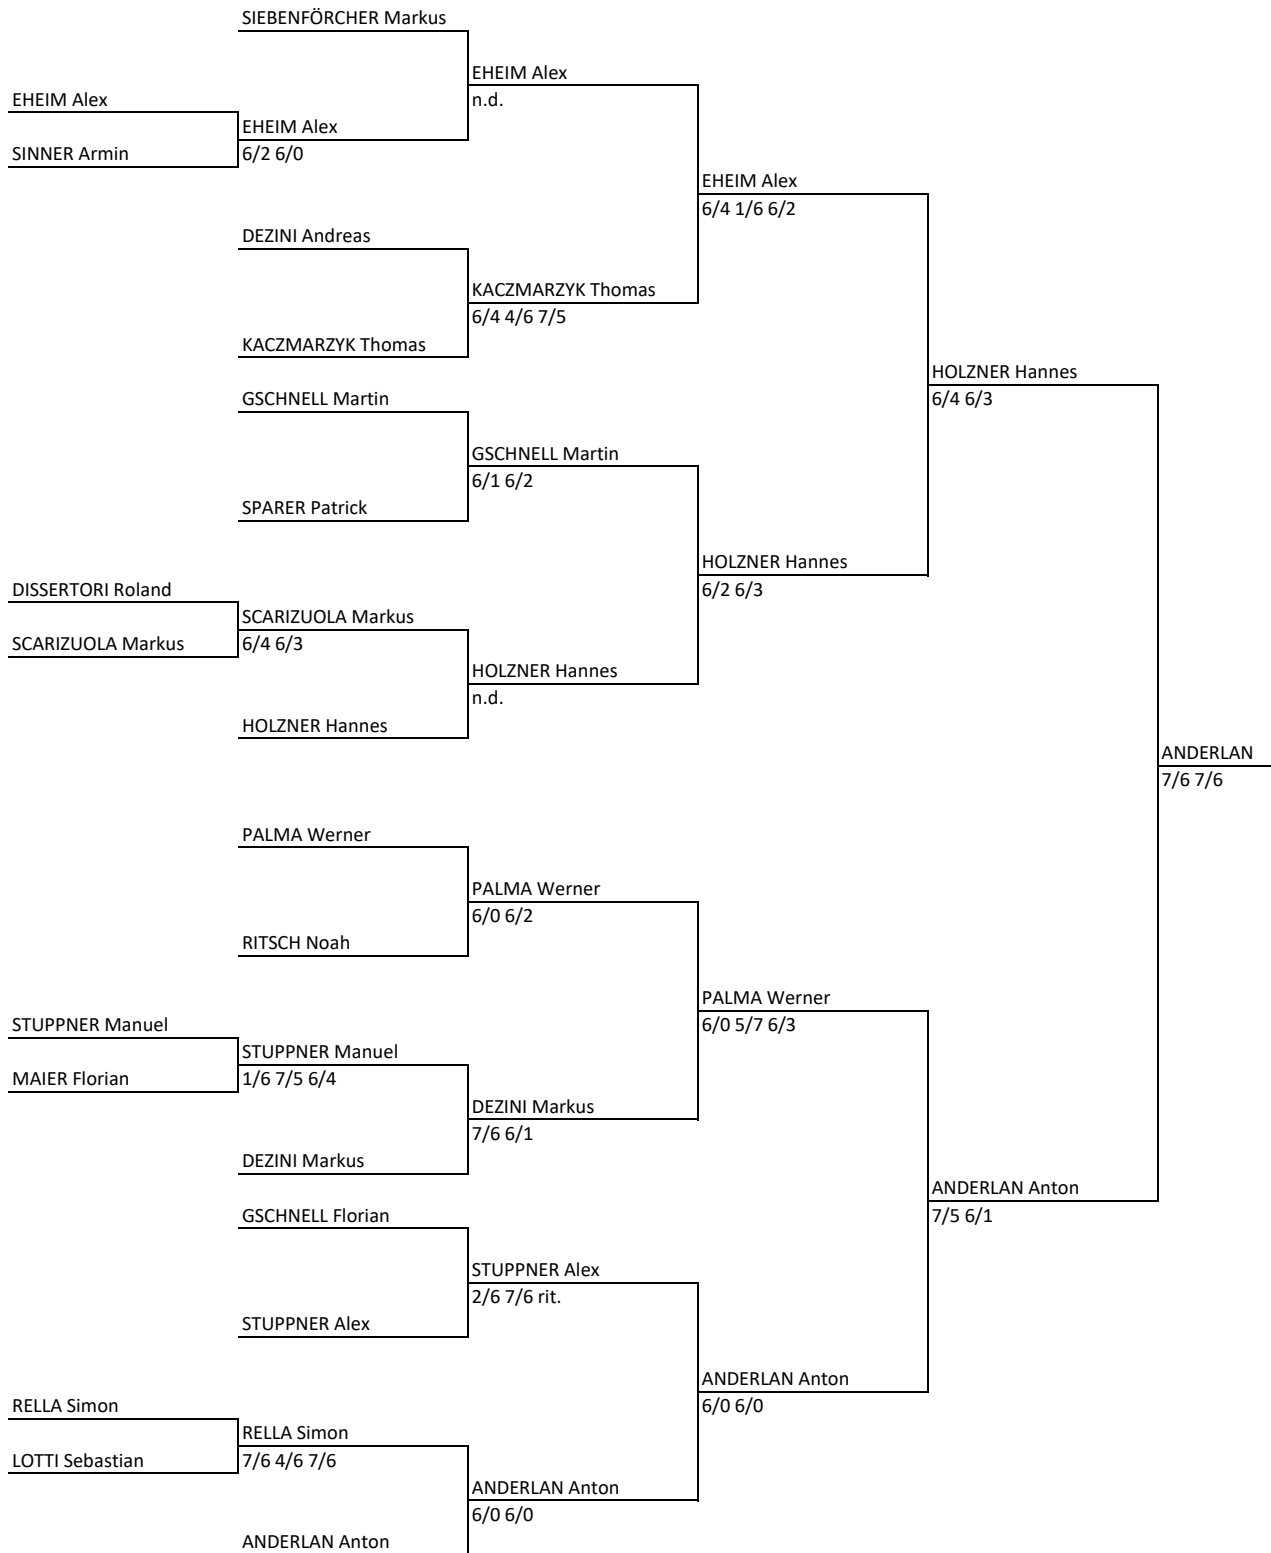 SIEBENFÖRCHER Markus
EHEIM Alex
EHEIM Alex
n.d.
EHEIM Alex
SINNER Armin
6/2 6/0
EHEIM Alex
6/4 1/6 6/2
DEZINI Andreas
KACZMARZYK Thomas
6/4 4/6 7/5
KACZMARZYK Thomas
HOLZNER Hannes
GSCHNELL Martin
6/4 6/3
GSCHNELL Martin
6/1 6/2
SPARER Patrick
HOLZNER Hannes
DISSERTORI Roland
6/2 6/3
SCARIZUOLA Markus
SCARIZUOLA Markus
6/4 6/3
HOLZNER Hannes
n.d.
HOLZNER Hannes
ANDERLAN
7/6 7/6
PALMA Werner
PALMA Werner
6/0 6/2
RITSCH Noah
PALMA Werner
STUPPNER Manuel
6/0 5/7 6/3
STUPPNER Manuel
MAIER Florian
1/6 7/5 6/4
DEZINI Markus
7/6 6/1
DEZINI Markus
ANDERLAN Anton
GSCHNELL Florian
7/5 6/1
STUPPNER Alex
2/6 7/6 rit.
STUPPNER Alex
ANDERLAN Anton
RELLA Simon
6/0 6/0
RELLA Simon
LOTTI Sebastian
7/6 4/6 7/6
ANDERLAN Anton
6/0 6/0
ANDERLAN Anton